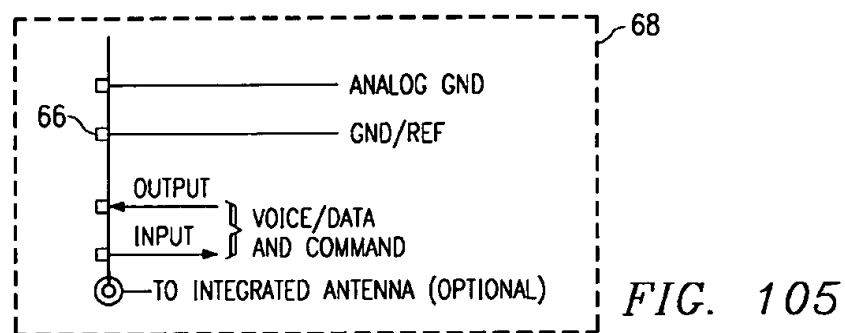 68
ANALOG GND
66
GND/REF
OUTPUT
VOICE/DATA
INPUT
AND COMMAND
TO INTEGRATED ANTENNA (OPTIONAL)
FIG. 105